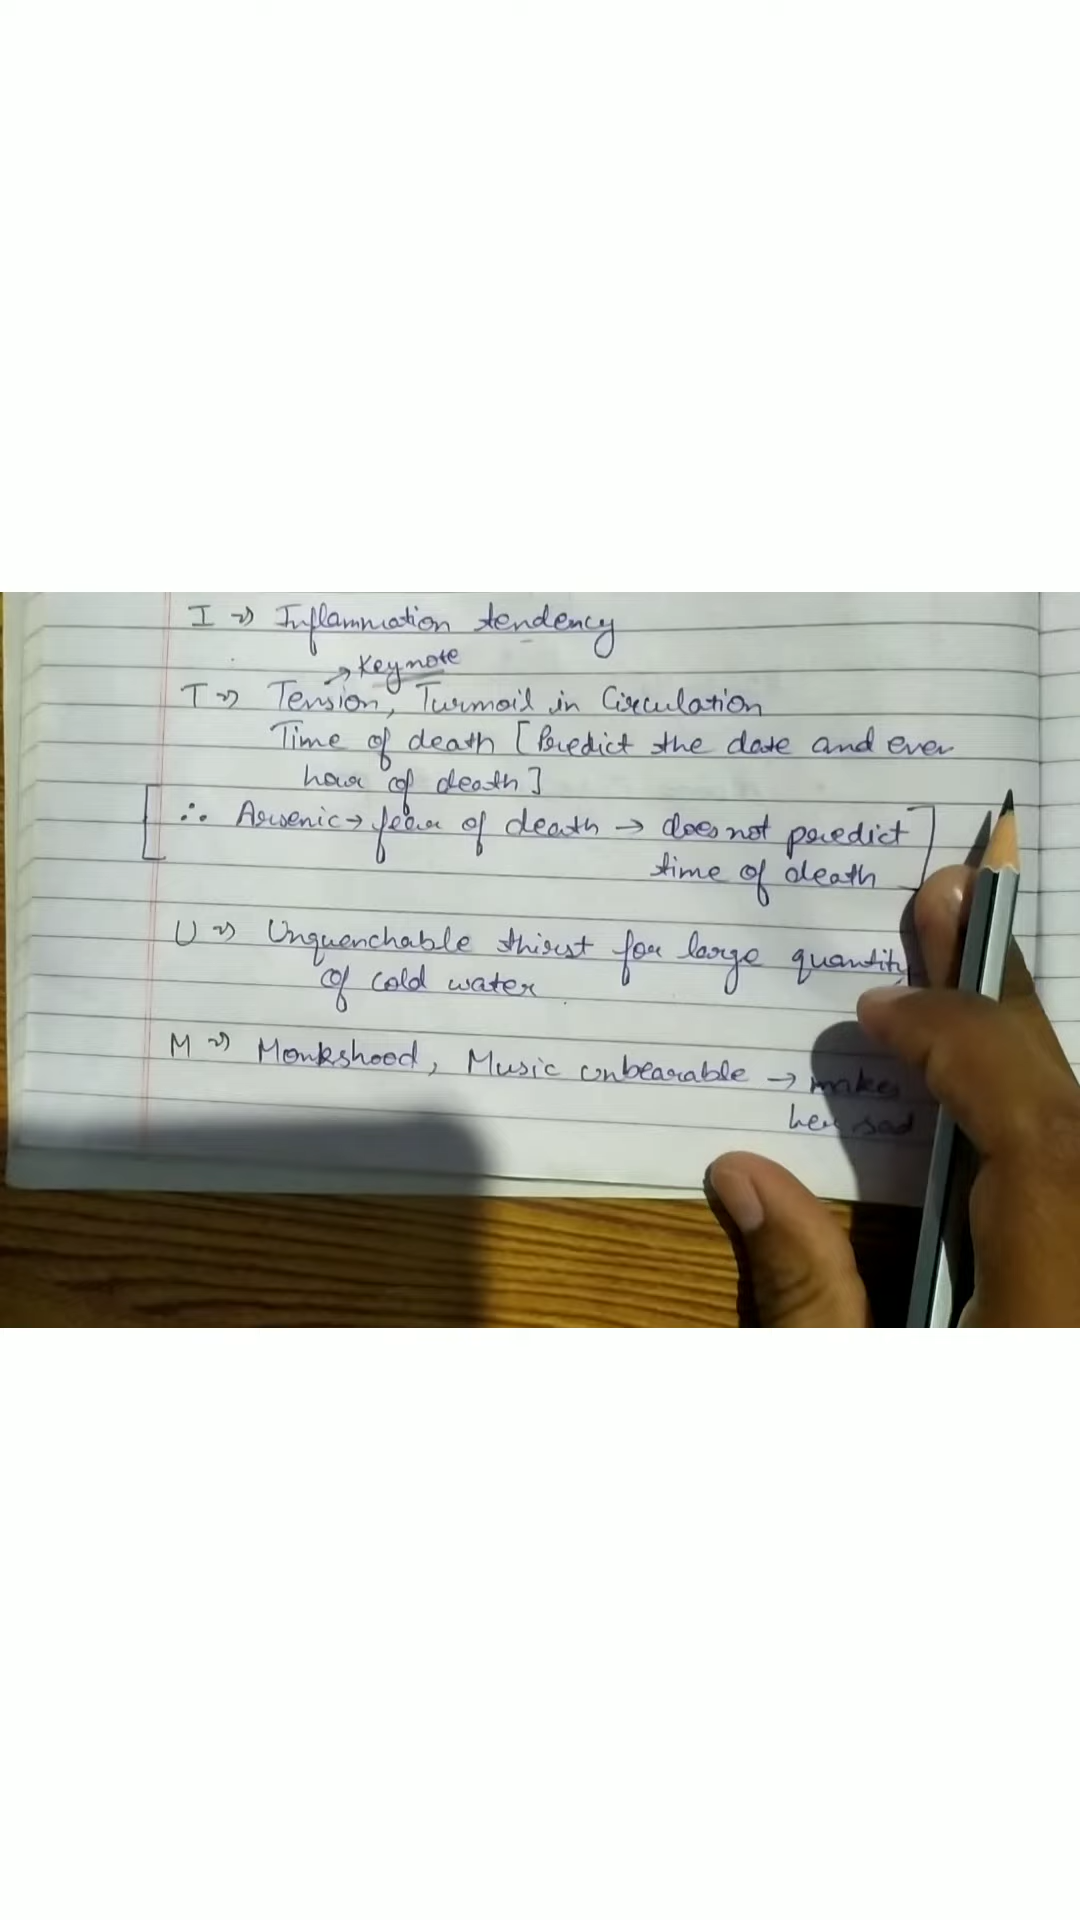 I → Inflammation tendency
→ Keynote
T → Tension, Turmoil in Circulation
Time of death [Predict the date and even
hour of death]
[∴ Arsenic → fear of death → does not predict
time of death]
U → Unquenchable thirst for large quantity
of cold water
M → Monkshood, Music unbearable → makes
her sad